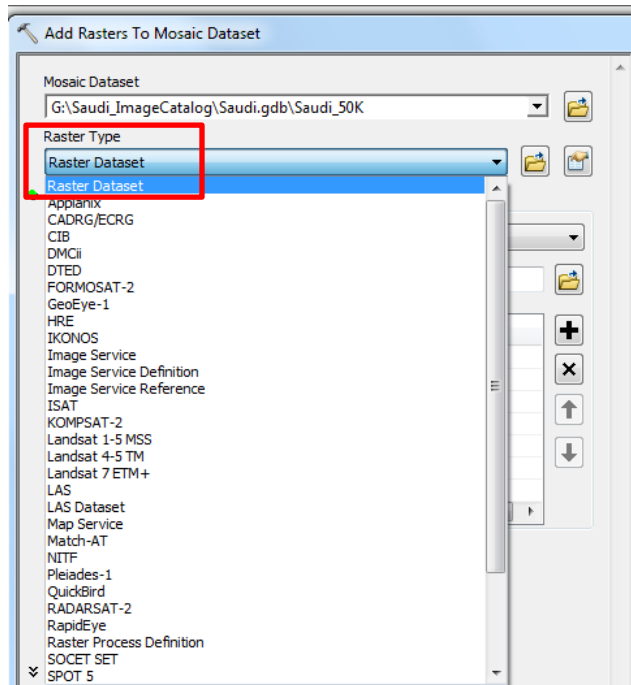 Add Rasters To Mosaic Dataset
Mosaic Dataset
G:\Saudi_ImageCatalog\Saudi.gdb\Saudi_50K
Raster Type
Raster Dataset
Raster Dataset
Applanix
CADRG/ECRG
CIB
DMCii
DTED
FORMOSAT-2
GeoEye-1
HRE
IKONOS
Image Service
Image Service Definition
Image Service Reference
ISAT
KOMPSAT-2
Landsat 1-5 MSS
Landsat 4-5 TM
Landsat 7 ETM+
LAS
LAS Dataset
Map Service
Match-AT
NITF
Pleiades-1
QuickBird
RADARSAT-2
RapidEye
Raster Process Definition
SOCET SET
SPOT 5